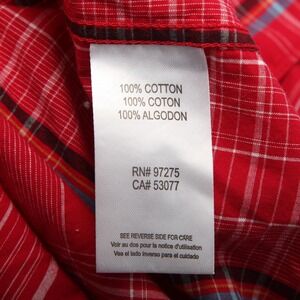 100% COTTON
100% COTON
100% ALGODON
RN# 97275
CA# 53077
SEE REVERSE SIDE FOR CARE
Voir au dos pour la notice d'utilisation
Vea el lado inverso para el cuidado